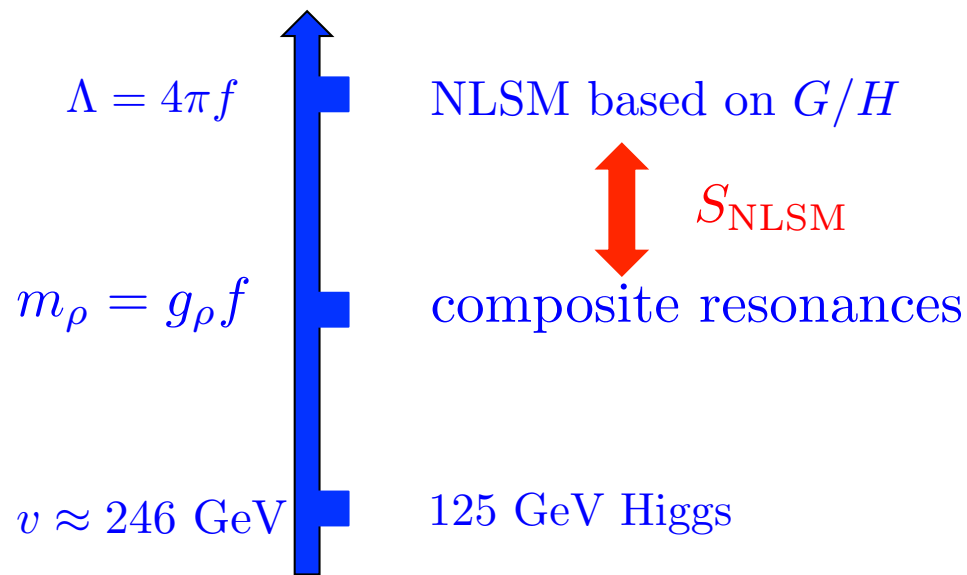 Λ = 4πf NLSM based on G/H
S_NLSM
m_ρ = g_ρ f composite resonances
v ≈ 246 GeV 125 GeV Higgs